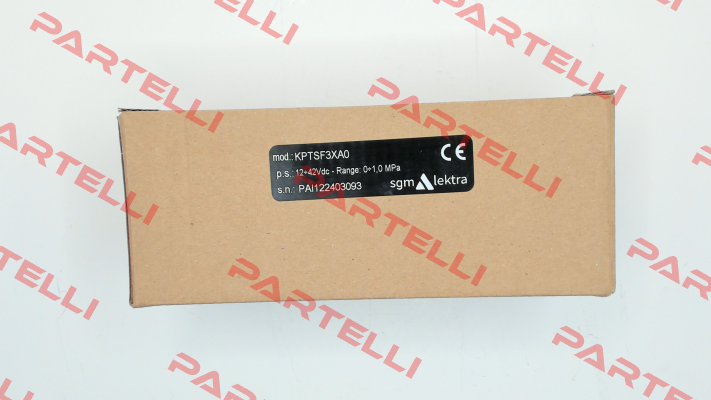 PARTELLI
mod.: KPTSF3XA0 CE
p.s.: 12÷42Vdc - Range: 0÷1,0 MPa
s.n.: PAI122403093 sgm lektra
PARTELLI
PARTELLI
PARTELLI
PARTELLI
PARTELLI
PARTELLI
PARTELLI